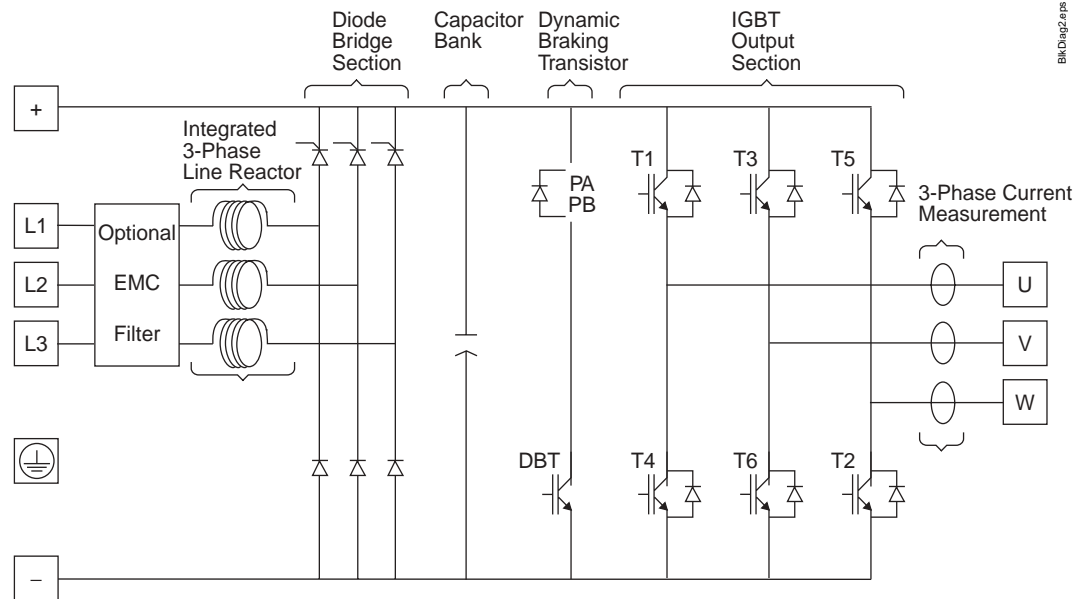 Diode
Bridge
Section
Capacitor
Bank
Dynamic
Braking
Transistor
IGBT
Output
Section
BlkDiag2.eps
+
Integrated
3-Phase
Line Reactor
L1
L2
L3
Optional
EMC
Filter
PA
PB
T1
T3
T5
3-Phase Current
Measurement
U
V
W
DBT
T4
T6
T2
−